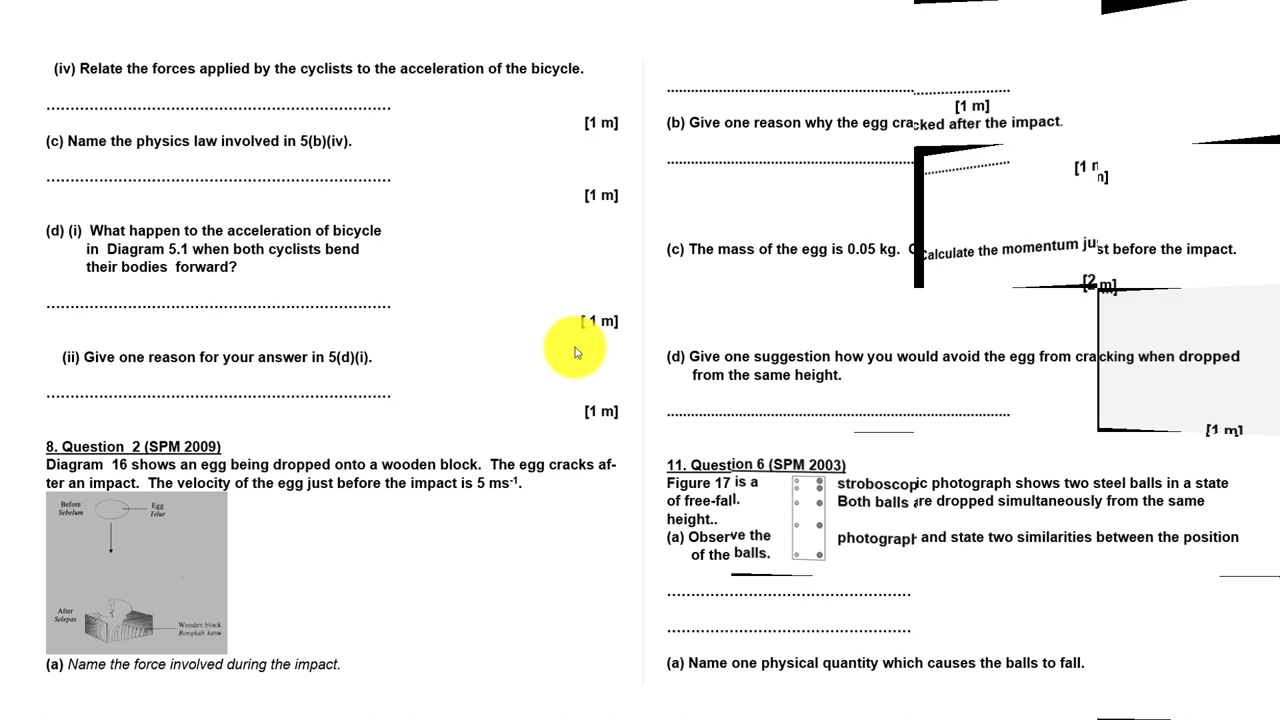 (iv) Relate the forces applied by the cyclists to the acceleration of the bicycle.
........................................................................
[1 m]
(c) Name the physics law involved in 5(b)(iv).
........................................................................
[1 m]
(d) (i) What happen to the acceleration of bicycle
in Diagram 5.1 when both cyclists bend
their bodies forward?
........................................................................
[ 1 m]
(ii) Give one reason for your answer in 5(d)(i).
........................................................................
[1 m]
8. Question 2 (SPM 2009)
Diagram 16 shows an egg being dropped onto a wooden block. The egg cracks af-
ter an impact. The velocity of the egg just before the impact is 5 ms-1.
Before
Sebelum
Egg
Telur
After
Selepas
Wooden block
Bongkah kayu
(a) Name the force involved during the impact.
........................................................................
[1 m]
(b) Give one reason why the egg cracked after the impact.
........................................................................
[1 m]
(c) The mass of the egg is 0.05 kg. Calculate the momentum just before the impact.
[2 m]
(d) Give one suggestion how you would avoid the egg from cracking when dropped
from the same height.
........................................................................
[1 m]
11. Question 6 (SPM 2003)
Figure 17 is a stroboscopic photograph shows two steel balls in a state
of free-fall. Both balls are dropped simultaneously from the same
height..
(a) Observe the photograph and state two similarities between the position
of the balls.
...................................................
...................................................
(a) Name one physical quantity which causes the balls to fall.